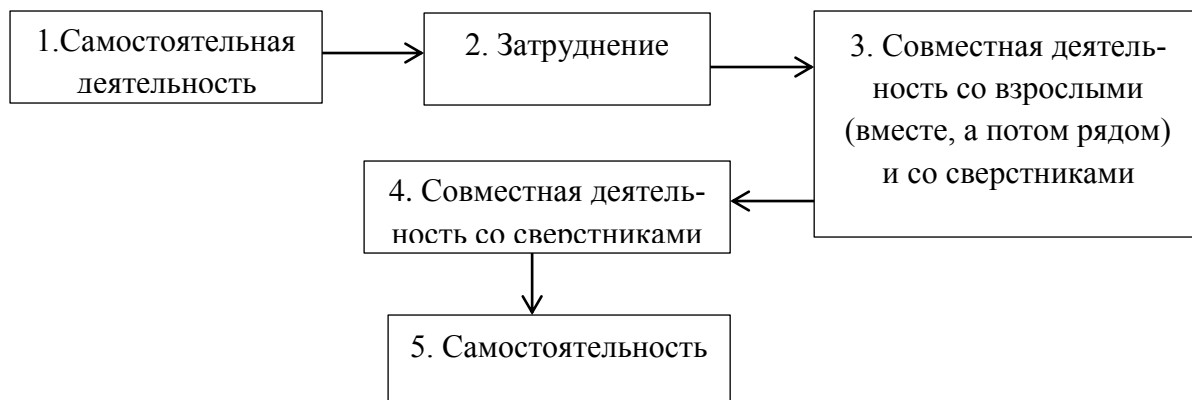 1.Самостоятельная
деятельность
2. Затруднение
3. Совместная деятель-
ность со взрослыми
(вместе, а потом рядом)
и со сверстниками
4. Совместная деятель-
ность со сверстниками
5. Самостоятельность